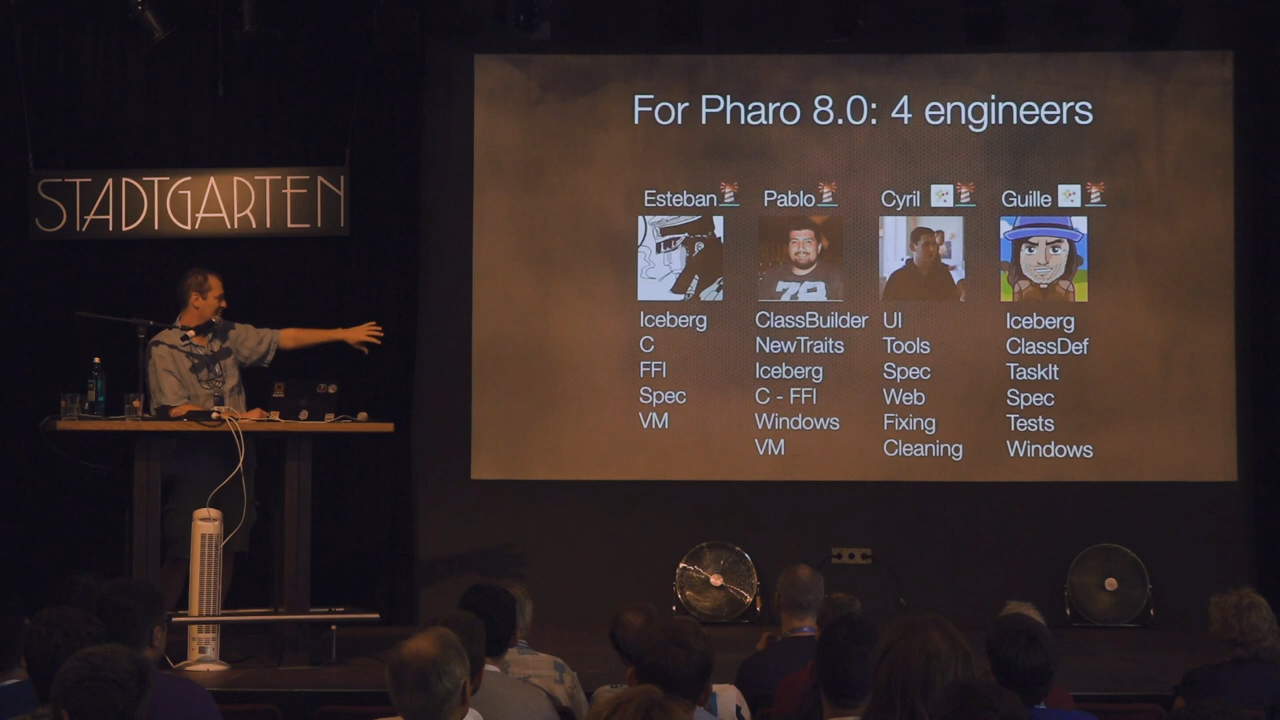 STADTGARTEN
For Pharo 8.0: 4 engineers
Esteban Pablo Cyril Guille
79
Iceberg ClassBuilder UI Iceberg
C NewTraits Tools ClassDef
FFI Iceberg Spec TaskIt
Spec C - FFI Web Spec
VM Windows Fixing Tests
VM Cleaning Windows